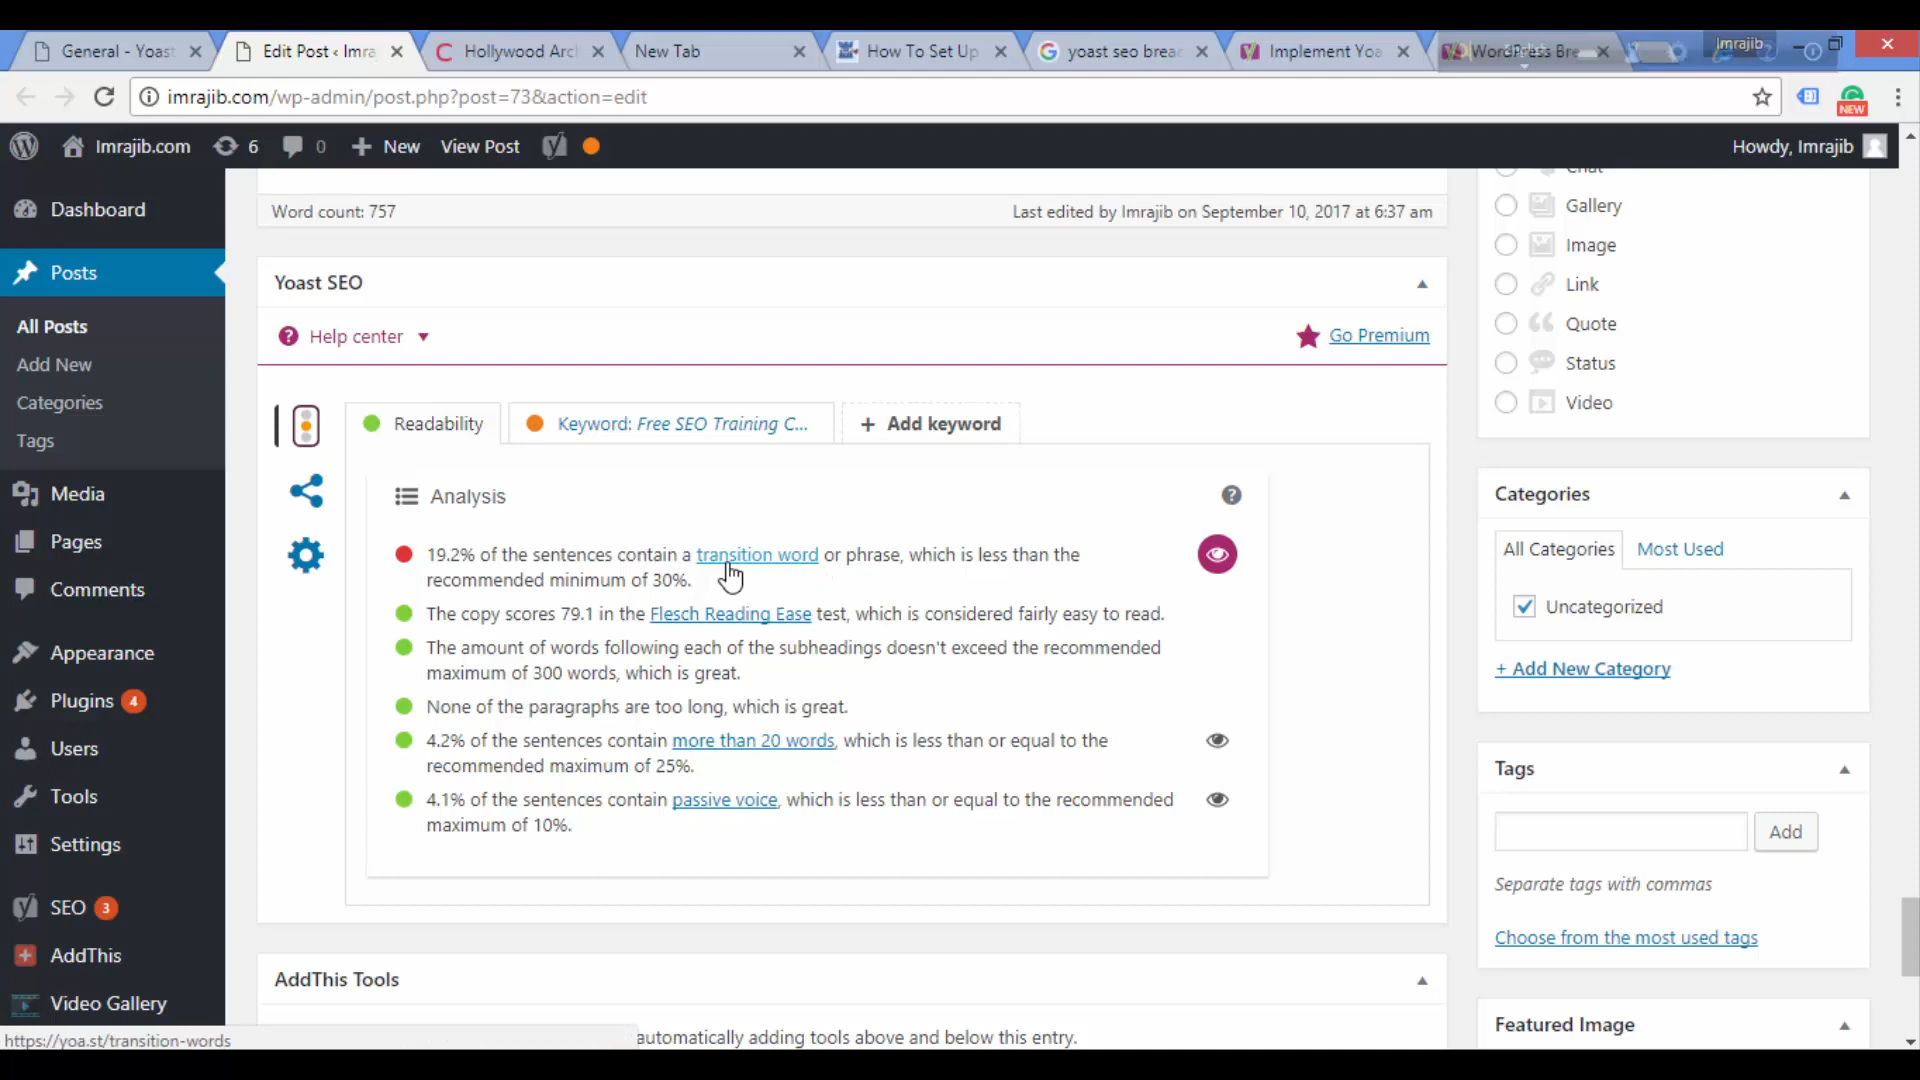 General - Yoast
Edit Post ‹ Imra
Hollywood Arc
New Tab
How To Set Up
yoast seo brea
Implement Yoa
WordPress Bre
Imrajib
imrajib.com/wp-admin/post.php?post=73&action=edit
NEW
Imrajib.com
6
0
New
View Post
Howdy, Imrajib
Dashboard
Posts
All Posts
Add New
Categories
Tags
Media
Pages
Comments
Appearance
Plugins 4
Users
Tools
Settings
SEO 3
AddThis
Video Gallery
https://yoa.st/transition-words
Word count: 757
Last edited by Imrajib on September 10, 2017 at 6:37 am
Yoast SEO
Help center
Go Premium
Readability
Keyword: Free SEO Training C...
+ Add keyword
Analysis
19.2% of the sentences contain a transition word or phrase, which is less than the
recommended minimum of 30%.
The copy scores 79.1 in the Flesch Reading Ease test, which is considered fairly easy to read.
The amount of words following each of the subheadings doesn't exceed the recommended
maximum of 300 words, which is great.
None of the paragraphs are too long, which is great.
4.2% of the sentences contain more than 20 words, which is less than or equal to the
recommended maximum of 25%.
4.1% of the sentences contain passive voice, which is less than or equal to the recommended
maximum of 10%.
AddThis Tools
automatically adding tools above and below this entry.
Chat
Gallery
Image
Link
Quote
Status
Video
Categories
All Categories
Most Used
Uncategorized
+ Add New Category
Tags
Add
Separate tags with commas
Choose from the most used tags
Featured Image